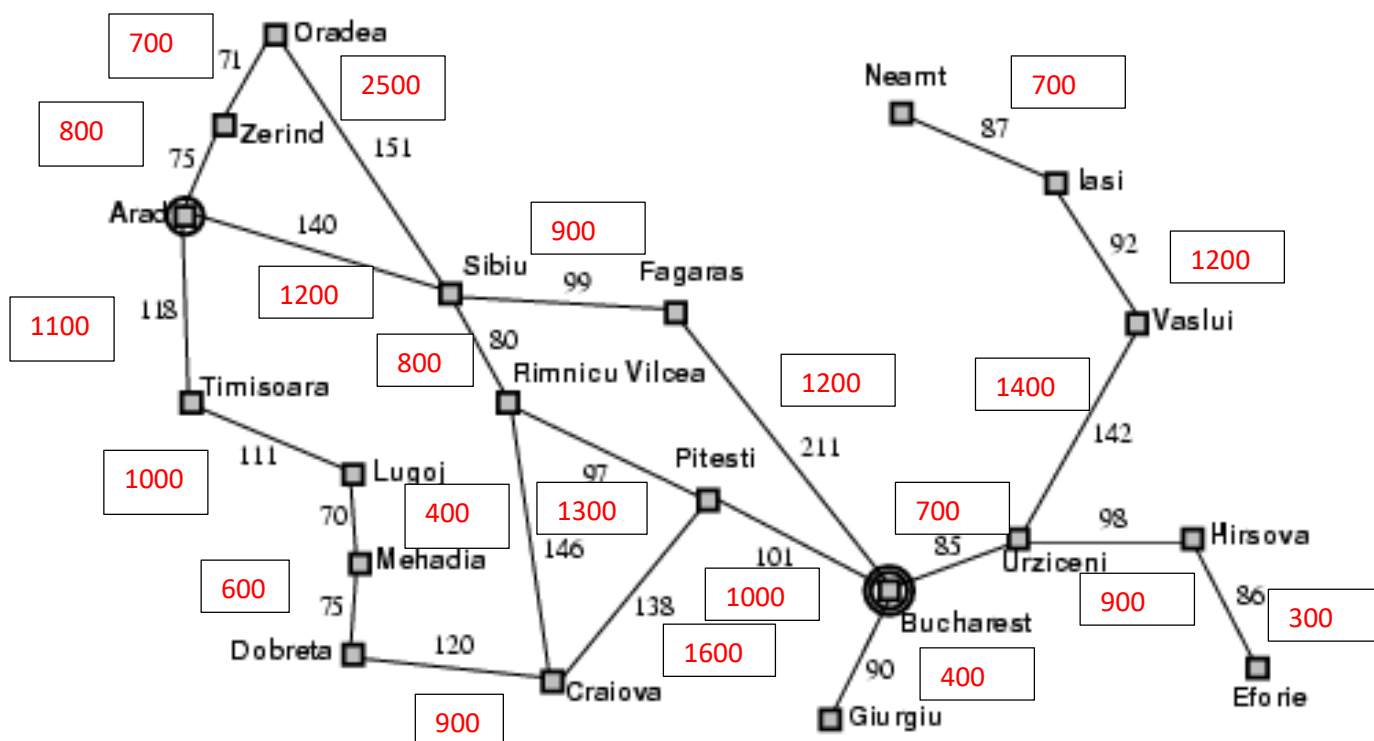 Oradea
700
71
Neamt
700
2500
87
800
Zerind
151
75
Iasi
Arad
140
900
92
1200
Sibiu
Fagaras
99
1200
1100
118
80
Vaslui
800
Rimnicu Vilcea
1200
1400
Timisoara
142
211
111
Pitesti
1000
Lugoj
97
400
1300
700
98
Hirsova
70
146
85
Urziceni
Mehadia
101
600
75
138
1000
900
86
300
Bucharest
Dobreta
120
1600
90
400
Eforie
Craiova
900
Giurgiu